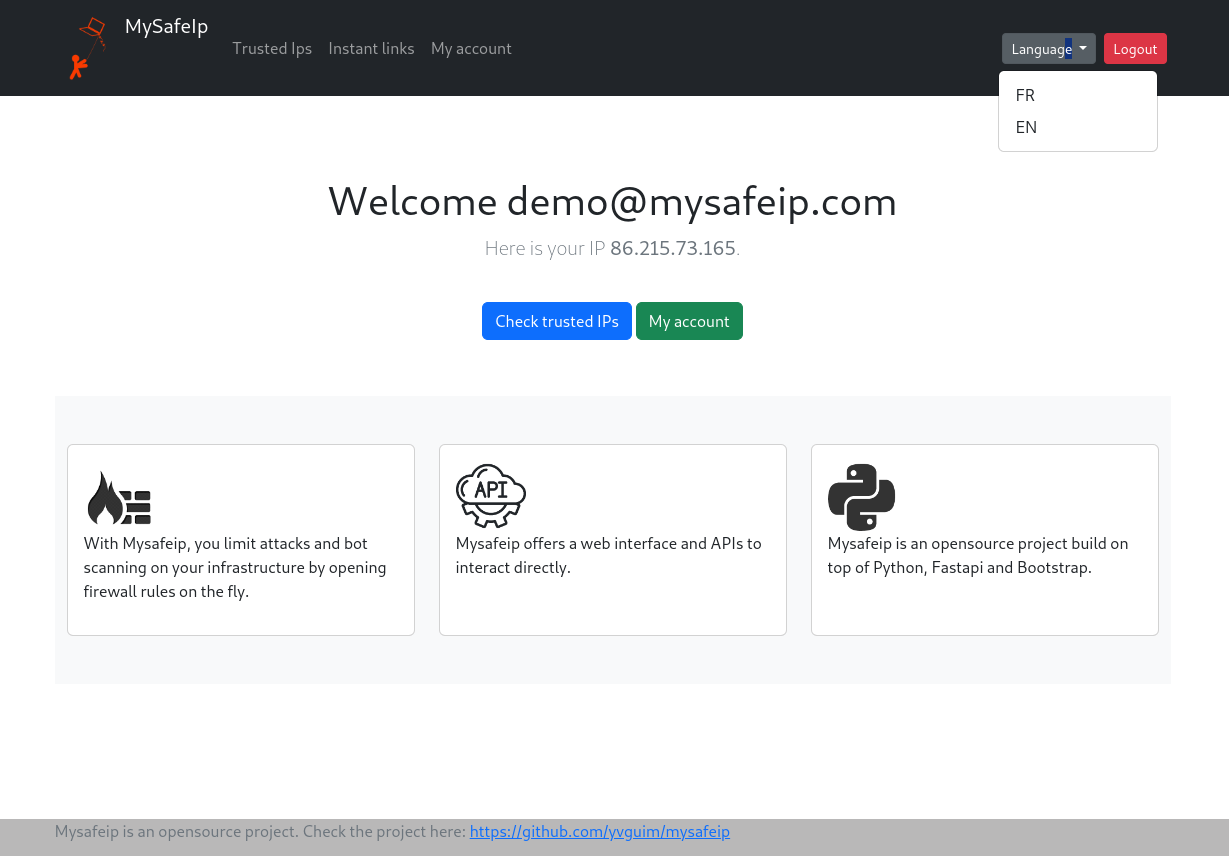 MySafeIp
Trusted Ips
Instant links
My account
Language
Logout
FR
EN
Welcome demo@mysafeip.com
Here is your IP 86.215.73.165.
Check trusted IPs
My account
With Mysafeip, you limit attacks and bot
scanning on your infrastructure by opening
firewall rules on the fly.
API
Mysafeip offers a web interface and APIs to
interact directly.
Mysafeip is an opensource project build on
top of Python, Fastapi and Bootstrap.
Mysafeip is an opensource project. Check the project here: https://github.com/yvguim/mysafeip